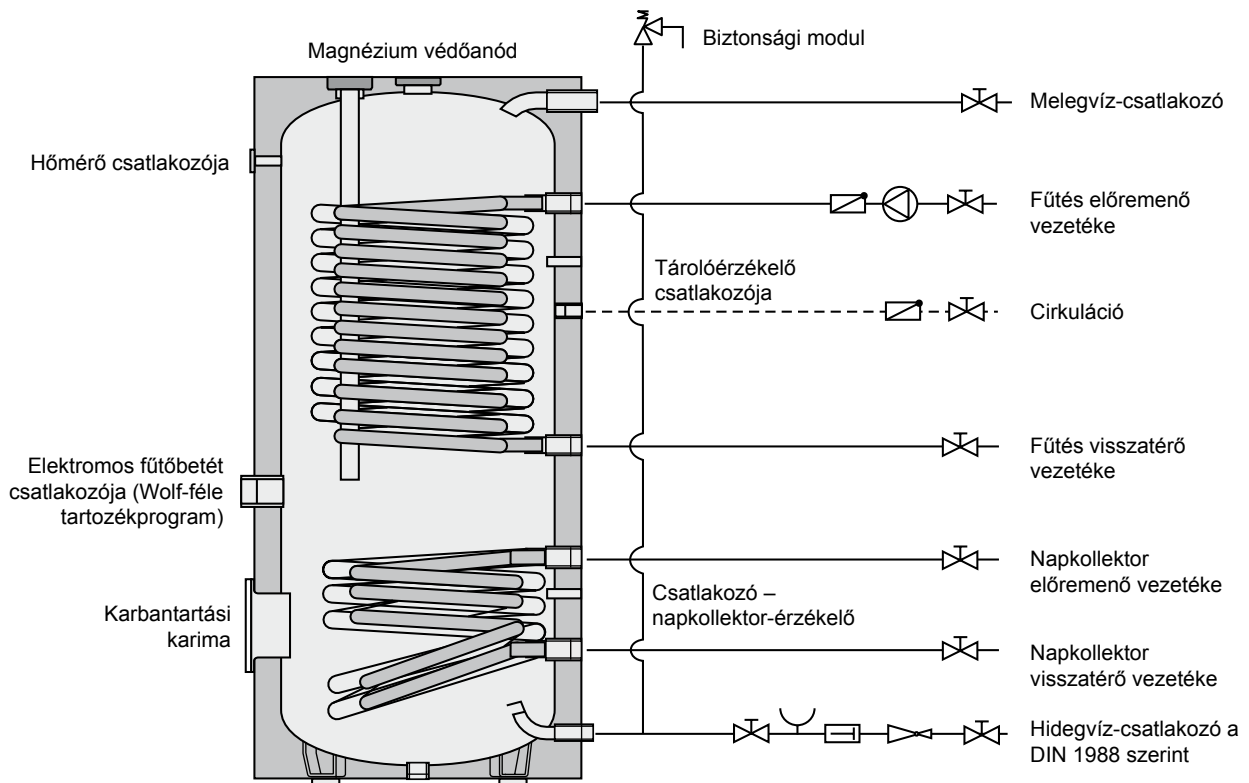 Magnézium védőanód
Biztonsági modul
Melegvíz-csatlakozó
Hőmérő csatlakozója
Fűtés előremenő
vezetéke
Tárolóérzékelő
csatlakozója
Cirkuláció
Fűtés visszatérő
vezetéke
Elektromos fűtőbetét
csatlakozója (Wolf-féle
tartozékprogram)
Napkollektor
előremenő vezetéke
Karbantartási
karima
Csatlakozó –
napkollektor-érzékelő
Napkollektor
visszatérő vezetéke
Hidegvíz-csatlakozó a
DIN 1988 szerint